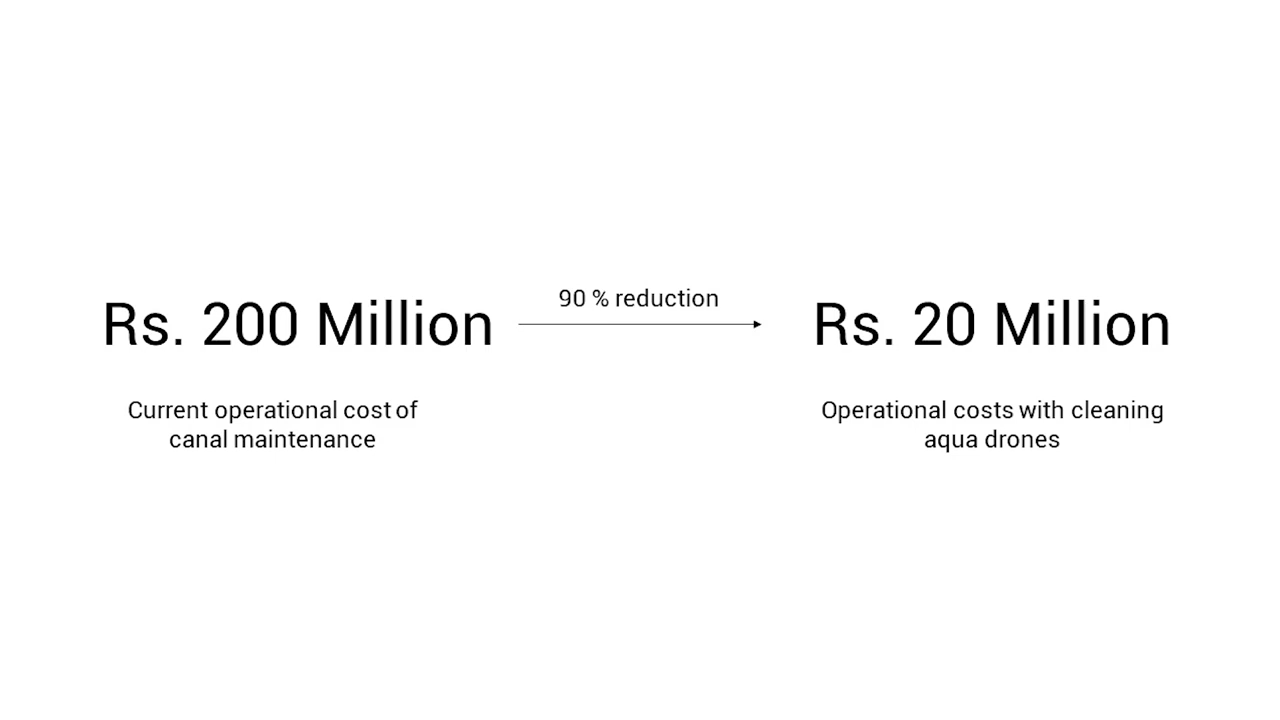 90 % reduction
Rs. 200 Million
Rs. 20 Million
Current operational cost of
canal maintenance
Operational costs with cleaning
aqua drones